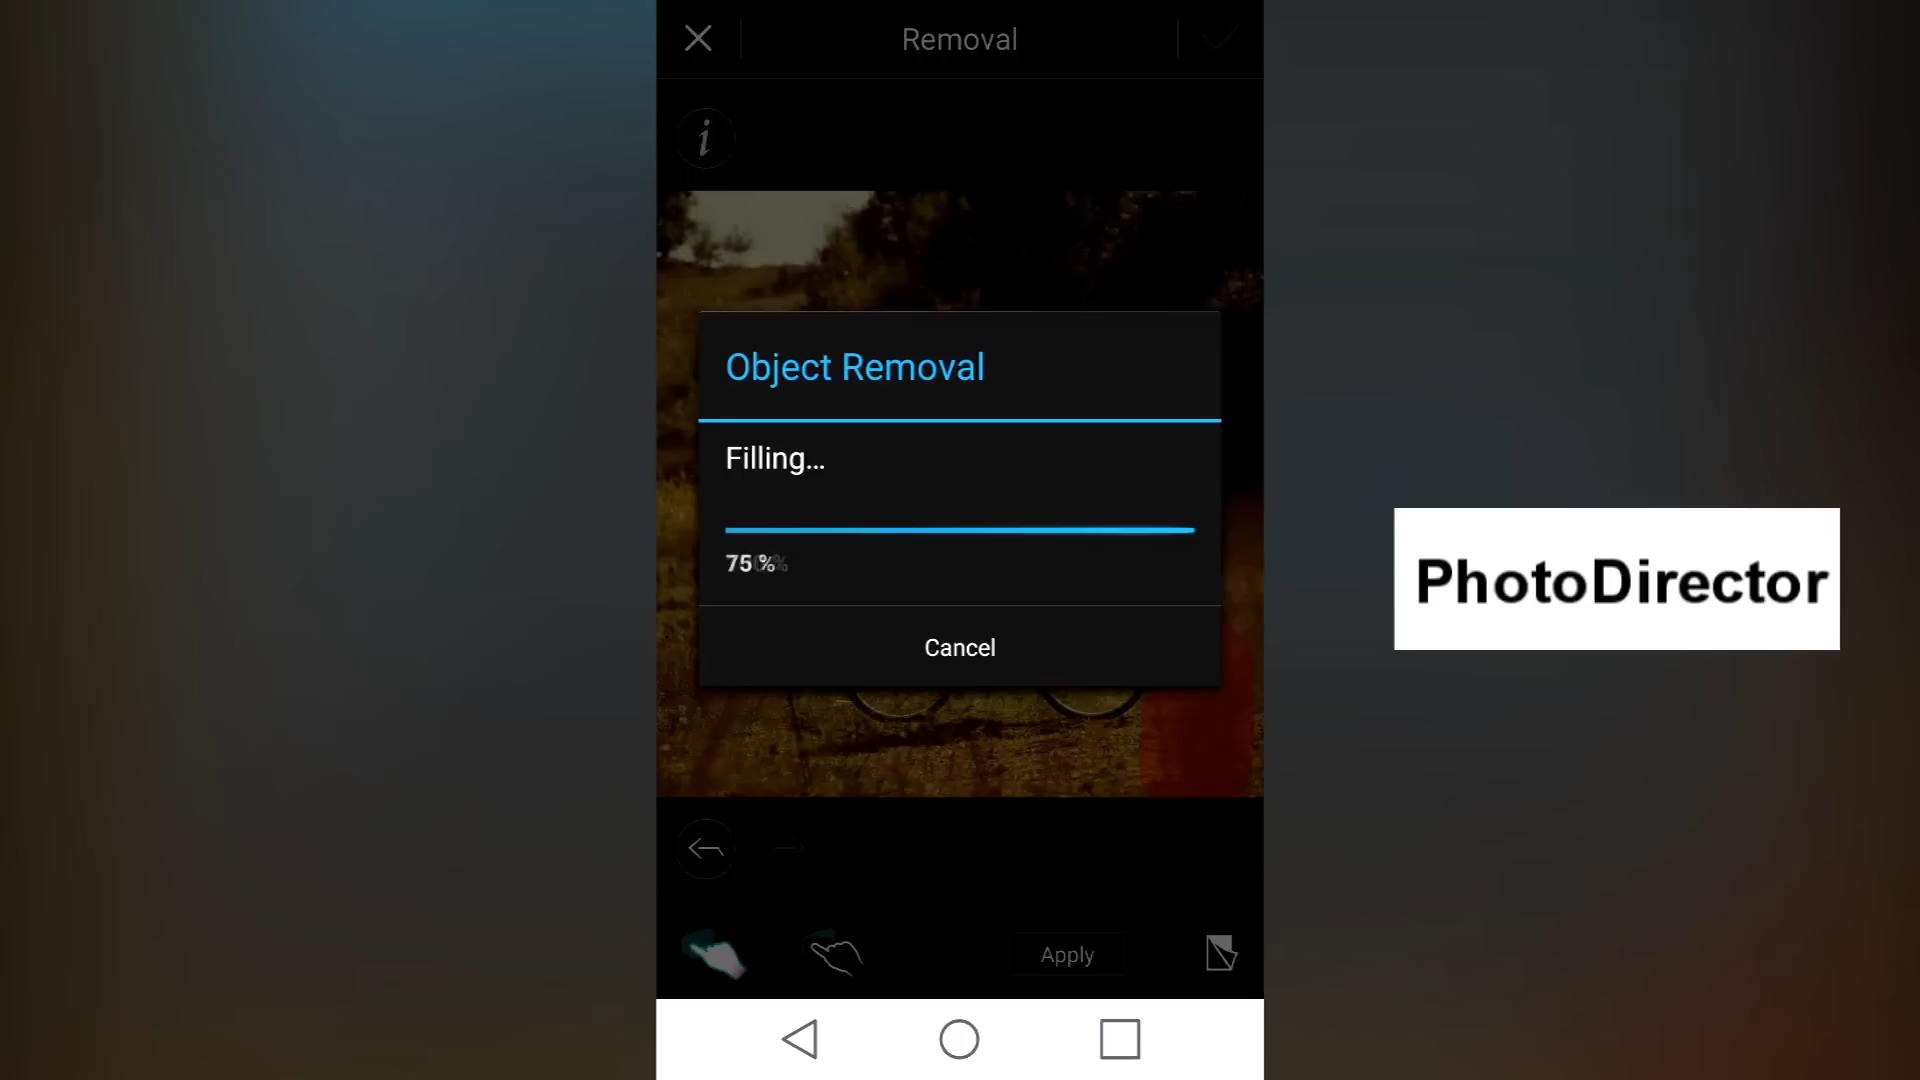 Removal
i
Object Removal
Filling...
75%
Cancel
PhotoDirector
Apply